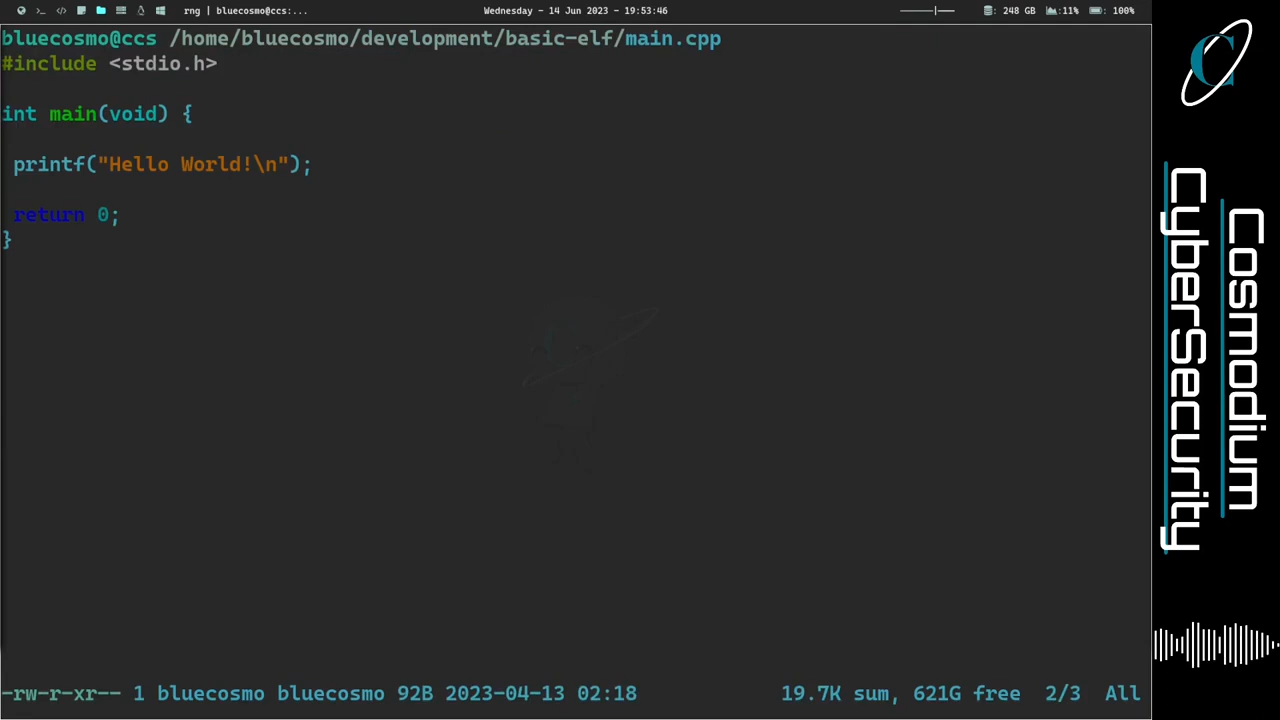 rng | bluecosmo@ccs:...
Wednesday - 14 Jun 2023 - 19:53:46
248 GB 11% 100%
bluecosmo@ccs /home/bluecosmo/development/basic-elf/main.cpp
#include <stdio.h>
int main(void) {
printf("Hello World!\n");
return 0;
}
-rw-r-xr-- 1 bluecosmo bluecosmo 92B 2023-04-13 02:18 19.7K sum, 621G free 2/3 All
C
Cosmodium
CyberSecurity